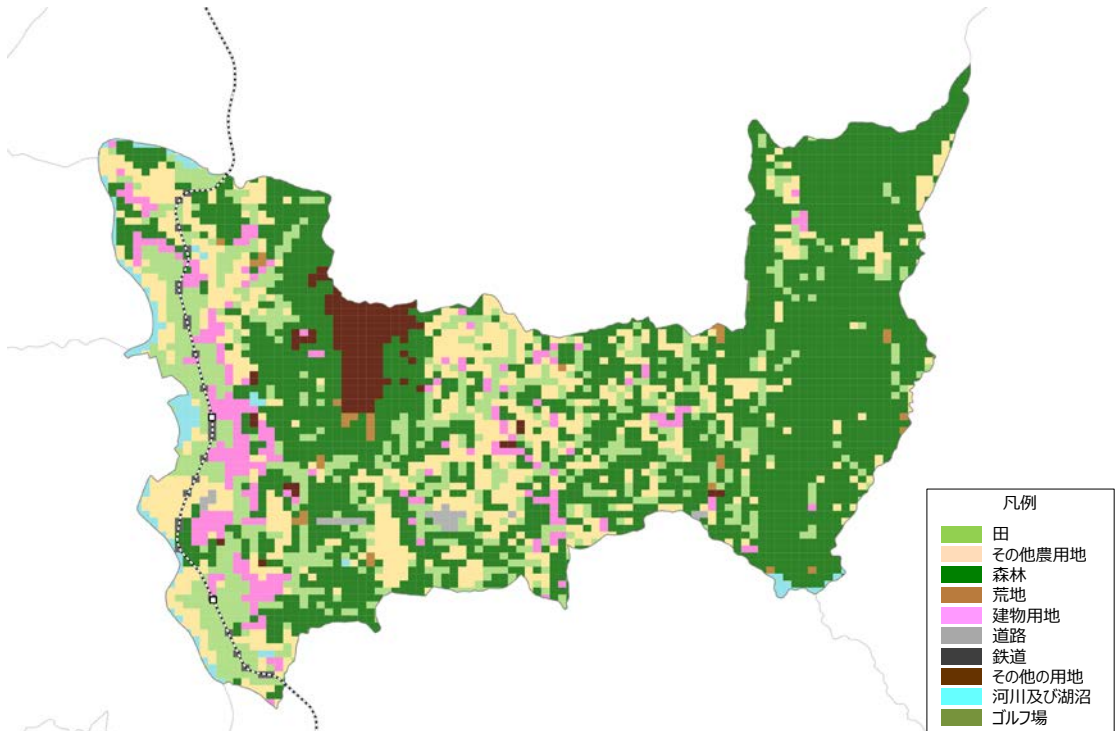 凡例
田
その他農用地
森林
荒地
建物用地
道路
鉄道
その他の用地
河川及び湖沼
ゴルフ場